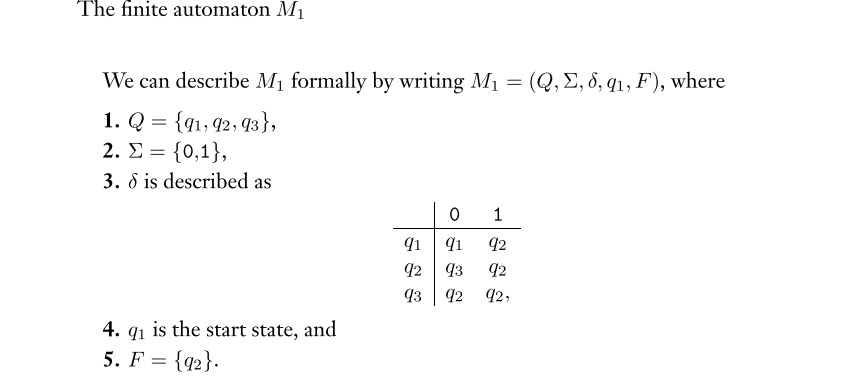 The finite automaton M₁
We can describe M₁ formally by writing M₁ = (Q, Σ, δ, q₁, F), where
1. Q = {q₁, q₂, q₃},
2. Σ = {0,1},
3. δ is described as
0 1
q₁ q₁ q₂
q₂ q₃ q₂
q₃ q₂ q₂,
4. q₁ is the start state, and
5. F = {q₂}.